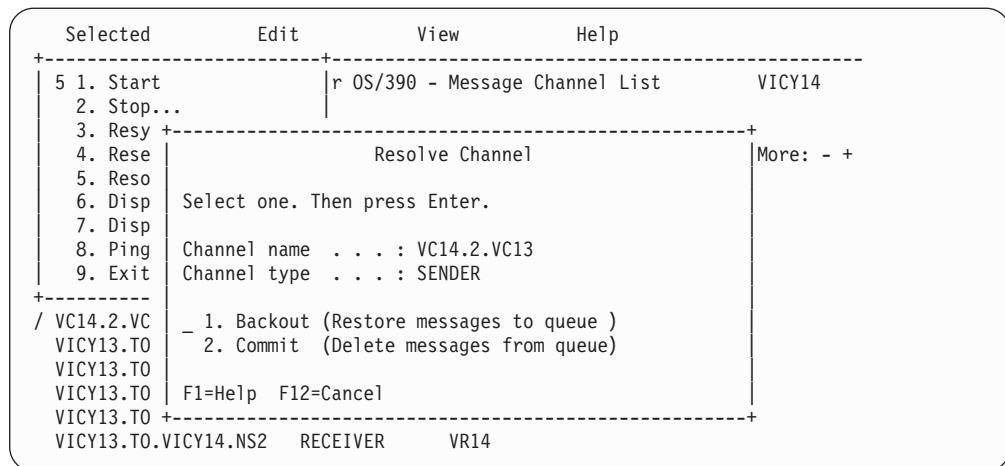 Selected Edit View Help
+--------------------------+--------------------------------------------------
| 5 1. Start |r OS/390 - Message Channel List VICY14
| 2. Stop... |
| 3. Resy +------------------------------------------------------+
| 4. Rese | Resolve Channel |More: - +
| 5. Reso |
| 6. Disp | Select one. Then press Enter. |
| 7. Disp |
| 8. Ping | Channel name . . . : VC14.2.VC13 |
| 9. Exit | Channel type . . . : SENDER |
+---------- | |
/ VC14.2.VC | _ 1. Backout (Restore messages to queue ) |
VICY13.TO | 2. Commit (Delete messages from queue) |
VICY13.TO | |
VICY13.TO | F1=Help F12=Cancel |
VICY13.TO +------------------------------------------------------+
VICY13.TO.VICY14.NS2 RECEIVER VR14